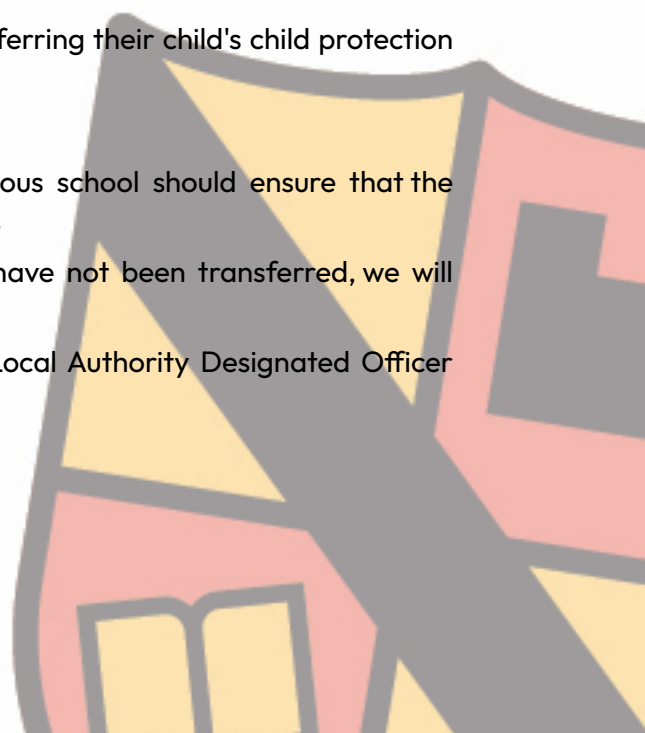 ferring their child's child protection
ous school should ensure that the
have not been transferred, we will
Local Authority Designated Officer